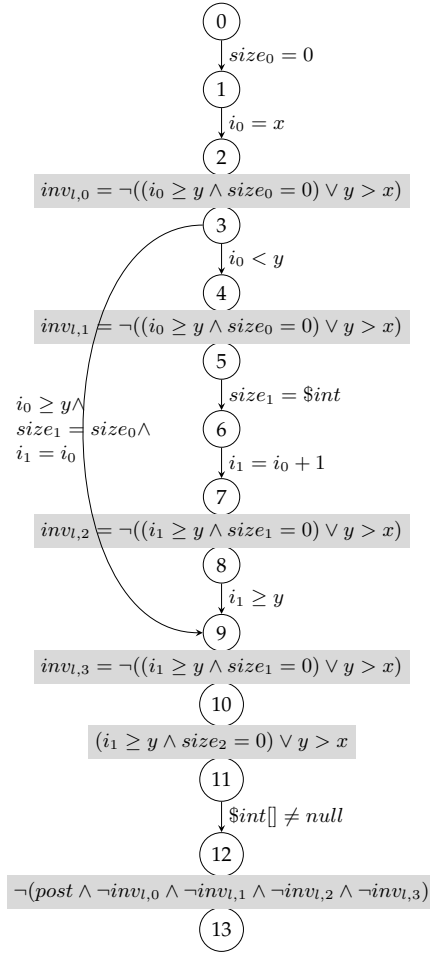 0
size₀ = 0
1
i₀ = x
2
inv_{l,0} = ¬((i₀ ≥ y ∧ size₀ = 0) ∨ y > x)
3
i₀ < y
4
inv_{l,1} = ¬((i₀ ≥ y ∧ size₀ = 0) ∨ y > x)
5
size₁ = $int
i₀ ≥ y∧
size₁ = size₀∧
i₁ = i₀
6
i₁ = i₀ + 1
7
inv_{l,2} = ¬((i₁ ≥ y ∧ size₁ = 0) ∨ y > x)
8
i₁ ≥ y
9
inv_{l,3} = ¬((i₁ ≥ y ∧ size₁ = 0) ∨ y > x)
10
(i₁ ≥ y ∧ size₂ = 0) ∨ y > x
11
$int[] ≠ null
12
¬(post ∧ ¬inv_{l,0} ∧ ¬inv_{l,1} ∧ ¬inv_{l,2} ∧ ¬inv_{l,3})
13